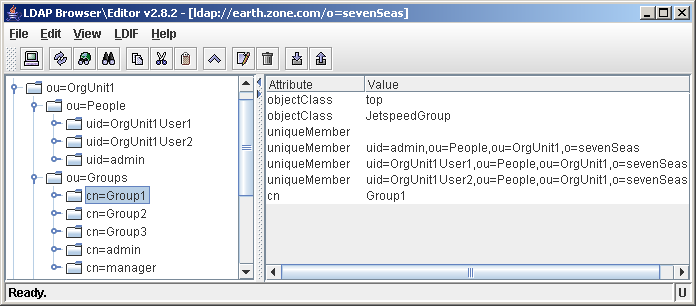 LDAP Browser\Editor v2.8.2 - [ldap://earth.zone.com/o=sevenSeas]
File Edit View LDIF Help
ou=OrgUnit1
ou=People
uid=OrgUnit1User1
uid=OrgUnit1User2
uid=admin
ou=Groups
cn=Group1
cn=Group2
cn=Group3
cn=admin
cn=manager
Attribute Value
objectClass top
objectClass JetspeedGroup
uniqueMember
uniqueMember uid=admin,ou=People,ou=OrgUnit1,o=sevenSeas
uniqueMember uid=OrgUnit1User1,ou=People,ou=OrgUnit1,o=sevenSeas
uniqueMember uid=OrgUnit1User2,ou=People,ou=OrgUnit1,o=sevenSeas
cn Group1
Ready. U